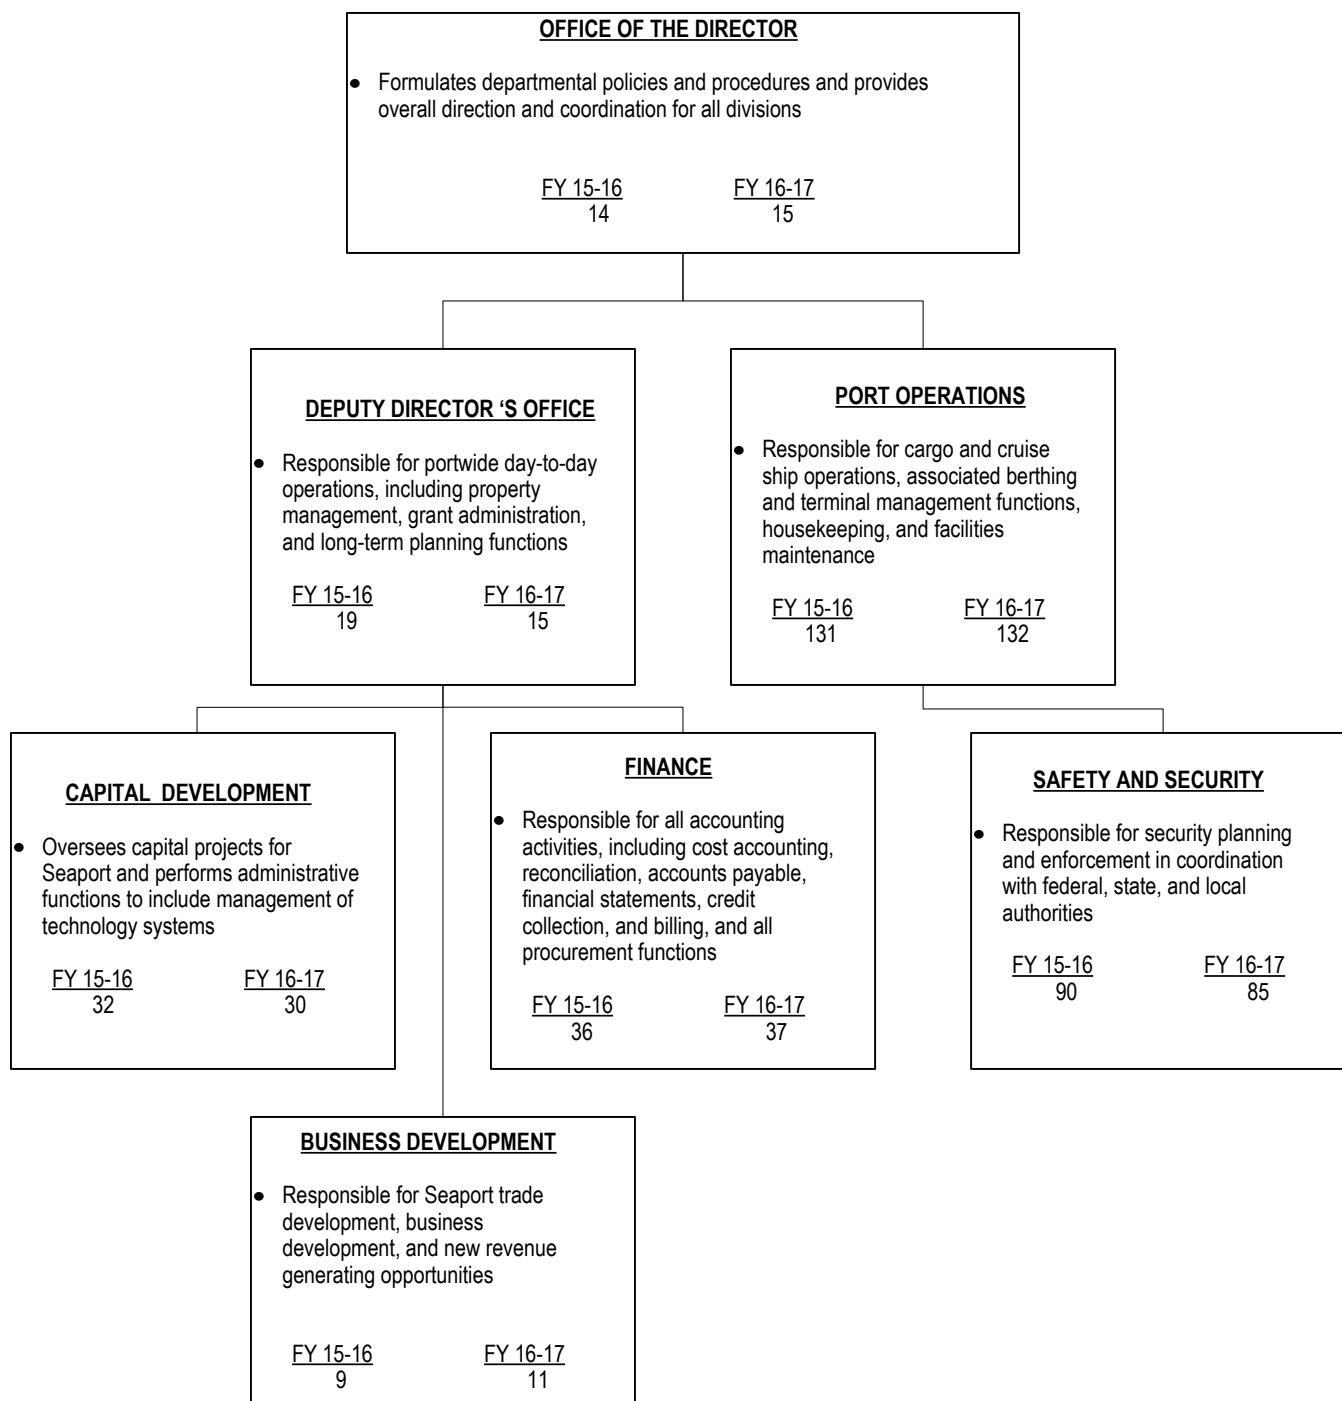 OFFICE OF THE DIRECTOR
• Formulates departmental policies and procedures and provides
overall direction and coordination for all divisions
FY 15-16 FY 16-17
14 15
DEPUTY DIRECTOR ‘S OFFICE
• Responsible for portwide day-to-day
operations, including property
management, grant administration,
and long-term planning functions
FY 15-16 FY 16-17
19 15
PORT OPERATIONS
• Responsible for cargo and cruise
ship operations, associated berthing
and terminal management functions,
housekeeping, and facilities
maintenance
FY 15-16 FY 16-17
131 132
CAPITAL DEVELOPMENT
• Oversees capital projects for
Seaport and performs administrative
functions to include management of
technology systems
FY 15-16 FY 16-17
32 30
FINANCE
• Responsible for all accounting
activities, including cost accounting,
reconciliation, accounts payable,
financial statements, credit
collection, and billing, and all
procurement functions
FY 15-16 FY 16-17
36 37
SAFETY AND SECURITY
• Responsible for security planning
and enforcement in coordination
with federal, state, and local
authorities
FY 15-16 FY 16-17
90 85
BUSINESS DEVELOPMENT
• Responsible for Seaport trade
development, business
development, and new revenue
generating opportunities
FY 15-16 FY 16-17
9 11